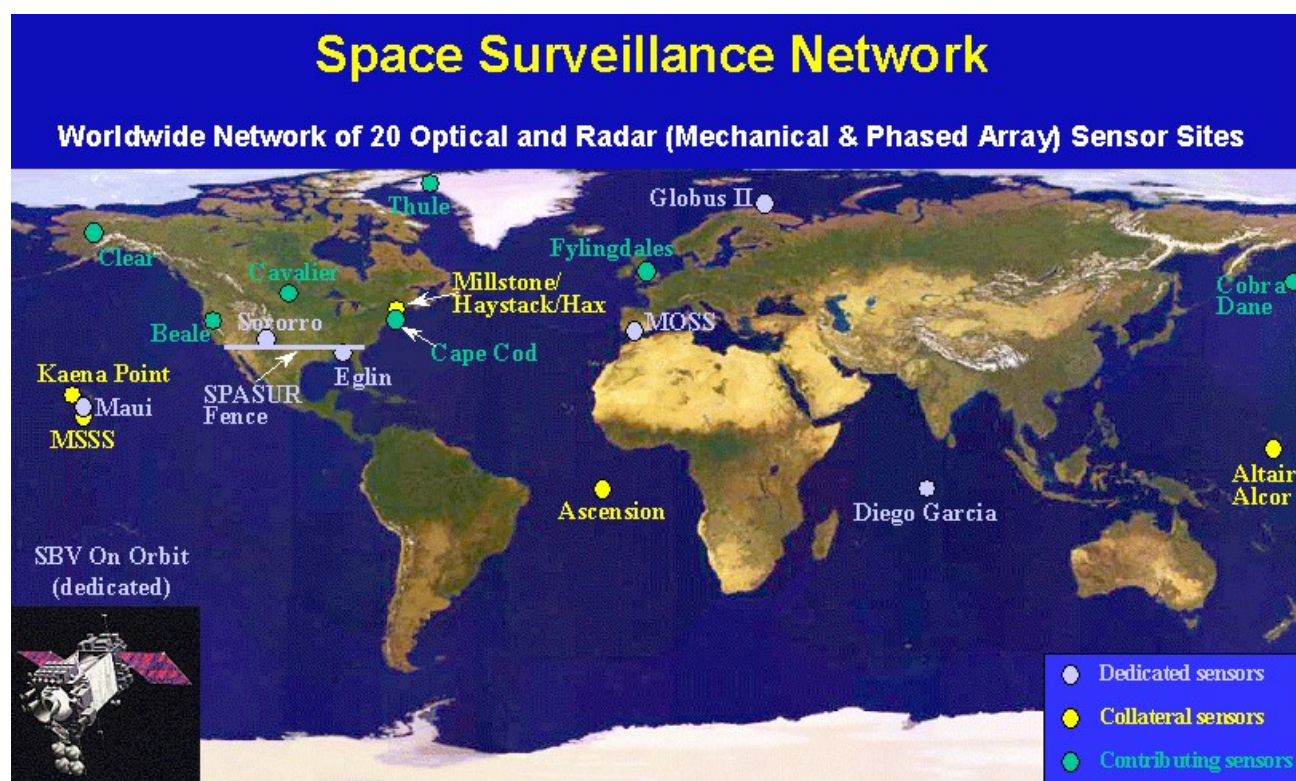 Space Surveillance Network
Worldwide Network of 20 Optical and Radar (Mechanical & Phased Array) Sensor Sites
Thule
Globus II
Clear
Fylingdales
Cavalier
Millstone/
Haystack/Hax
Cobra
Dane
Beale
Socorro
MOSS
Cape Cod
Eglin
Kaena Point
SPASUR
Fence
Maui
MSSS
Altair
Alcor
Ascension
Diego Garcia
SBV On Orbit
(dedicated)
Dedicated sensors
Collateral sensors
Contributing sensors